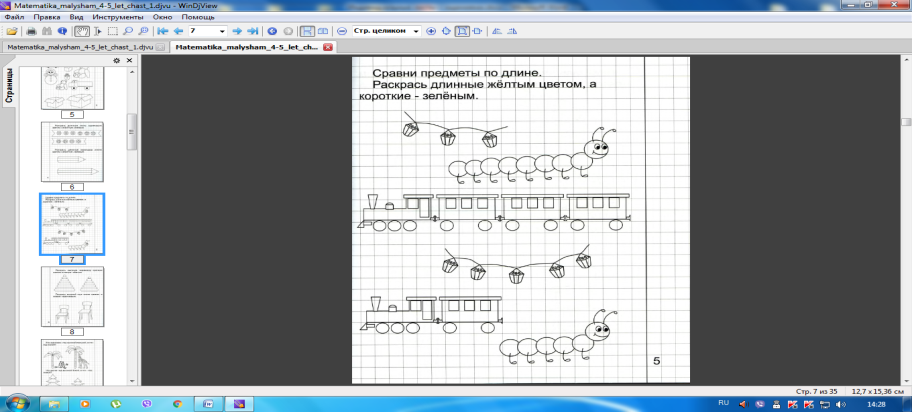 Matematika_malysham_4-5_let_chast_1.djvu - WinDjView
Файл Правка Вид Инструменты Окно Помощь
7 Стр. целиком
Matematika_malysham_4-5_let_chast_1.djvu Matematika_malysham_4-5_let_ch...
Страницы
5
6
7
8
Сравни предметы по длине.
Раскрась длинные жёлтым цветом, а
короткие - зелёным.
5
Стр. 7 из 35 12,7 x 15,36 см
RU 14:28